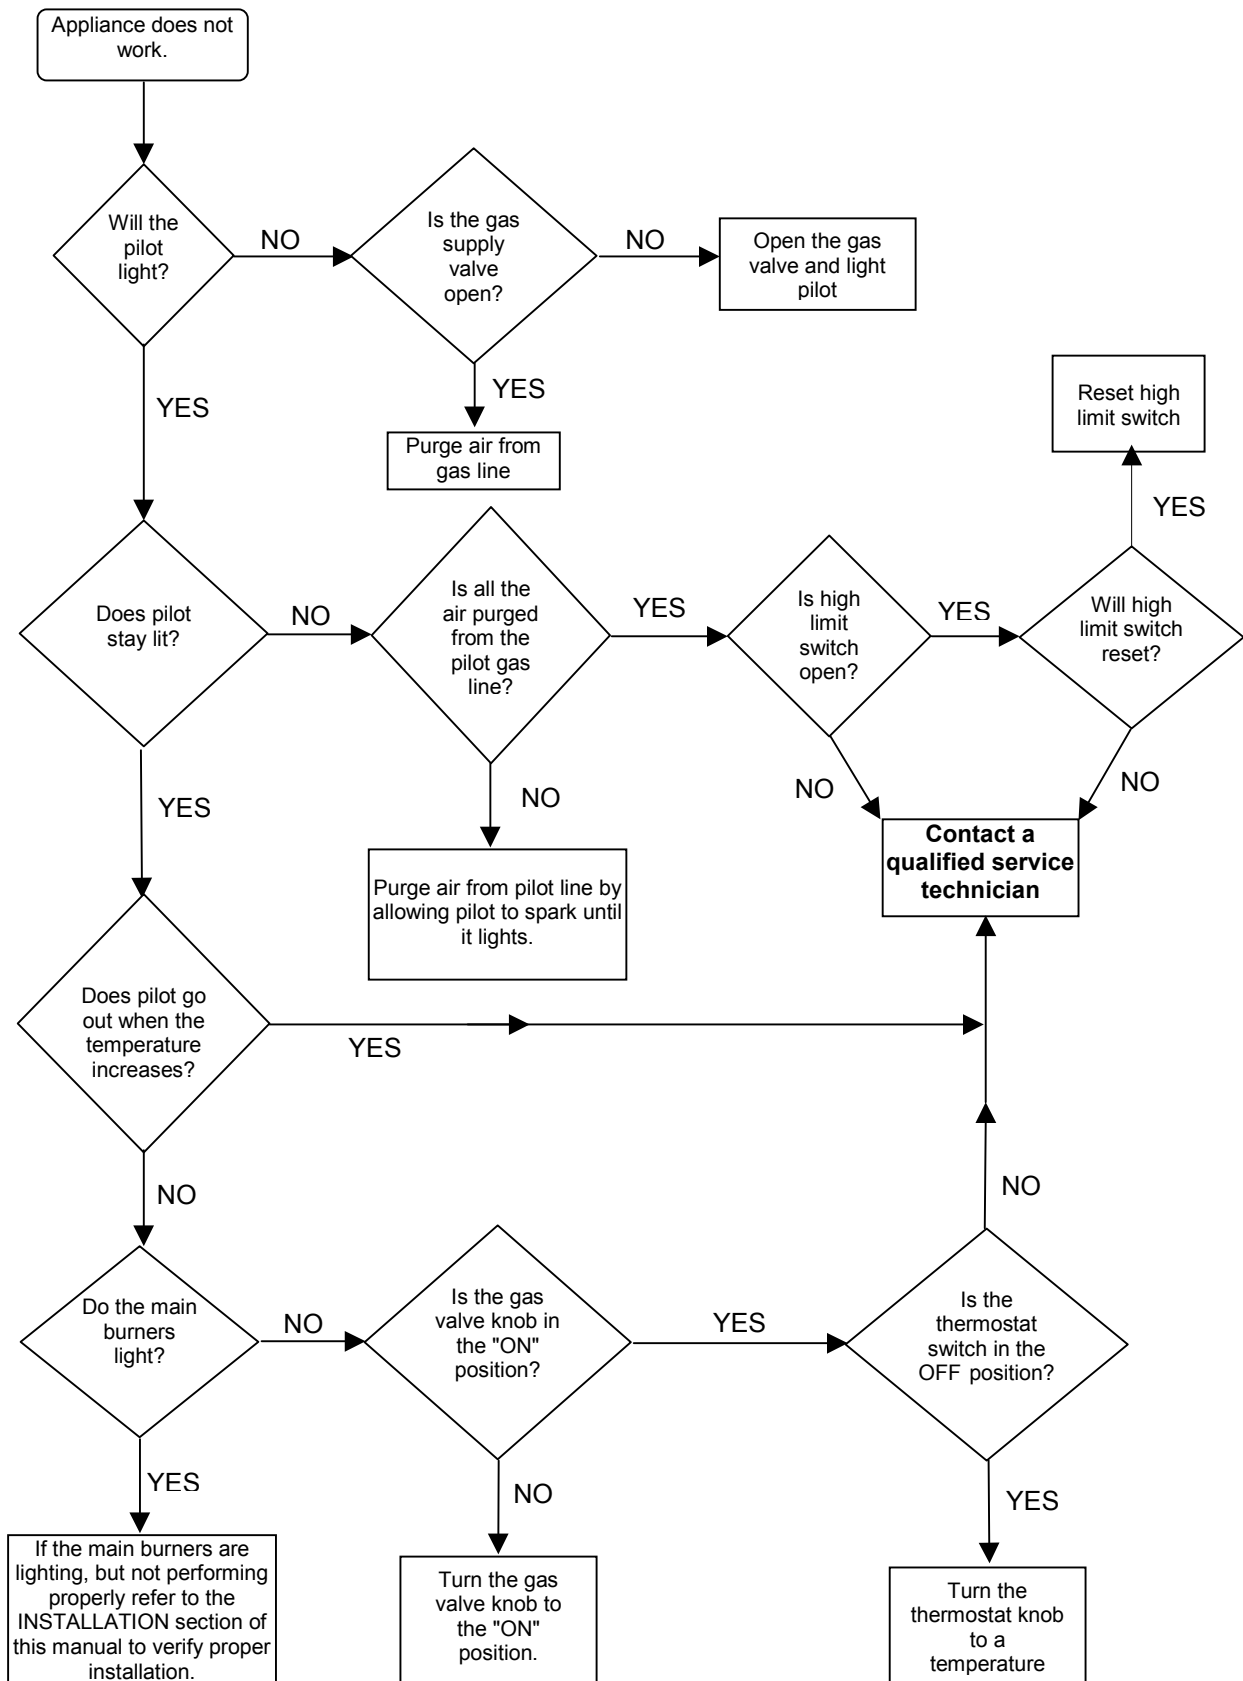 Appliance does not
work.
Will the
pilot
light?
NO
Is the gas
supply
valve
open?
NO
Open the gas
valve and light
pilot
YES
YES
Purge air from
gas line
Reset high
limit switch
YES
Does pilot
stay lit?
NO
Is all the
air purged
from the
pilot gas
line?
YES
Is high
limit
switch
open?
YES
Will high
limit switch
reset?
YES
NO
NO
NO
Purge air from pilot line by
allowing pilot to spark until
it lights.
Contact a
qualified service
technician
Does pilot go
out when the
temperature
increases?
YES
NO
NO
Do the main
burners
light?
NO
Is the gas
valve knob in
the "ON"
position?
YES
Is the
thermostat
switch in the
OFF position?
YES
NO
YES
If the main burners are
lighting, but not performing
properly refer to the
INSTALLATION section of
this manual to verify proper
installation.
Turn the gas
valve knob to
the "ON"
position.
Turn the
thermostat knob
to a
temperature